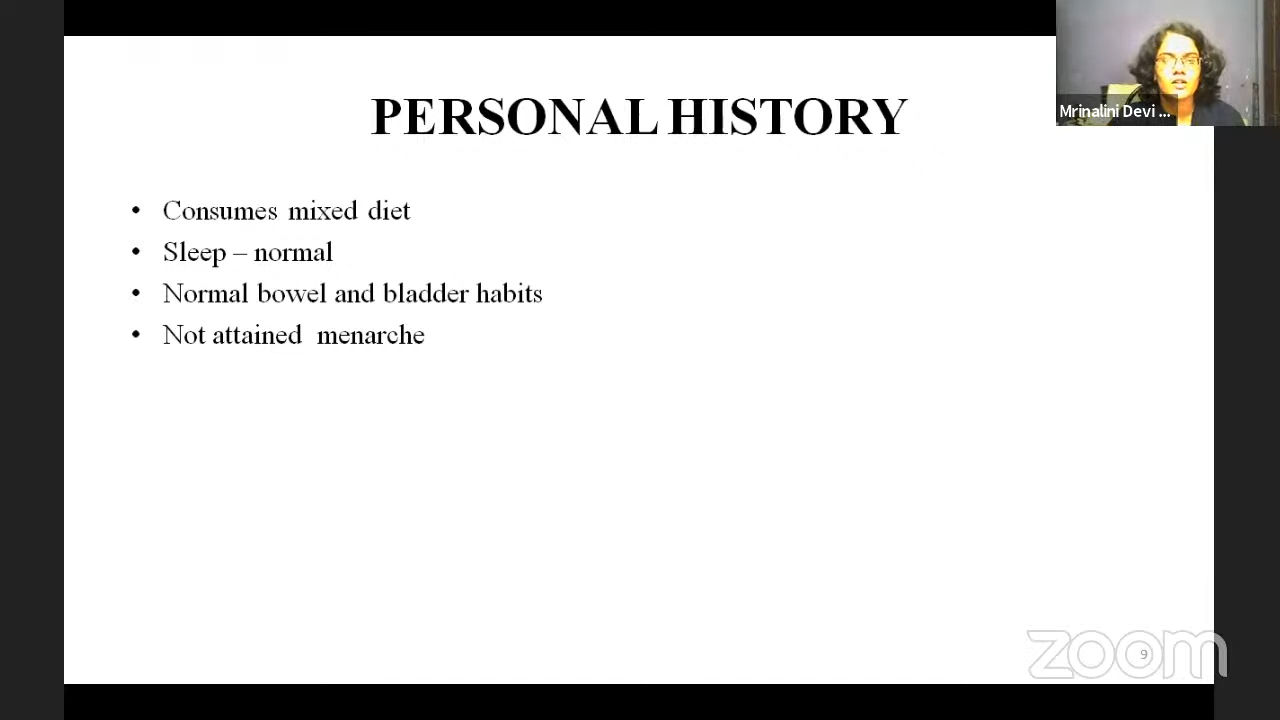 PERSONAL HISTORY
Mrinalini Devi ...
• Consumes mixed diet
• Sleep – normal
• Normal bowel and bladder habits
• Not attained menarche
zoom
9